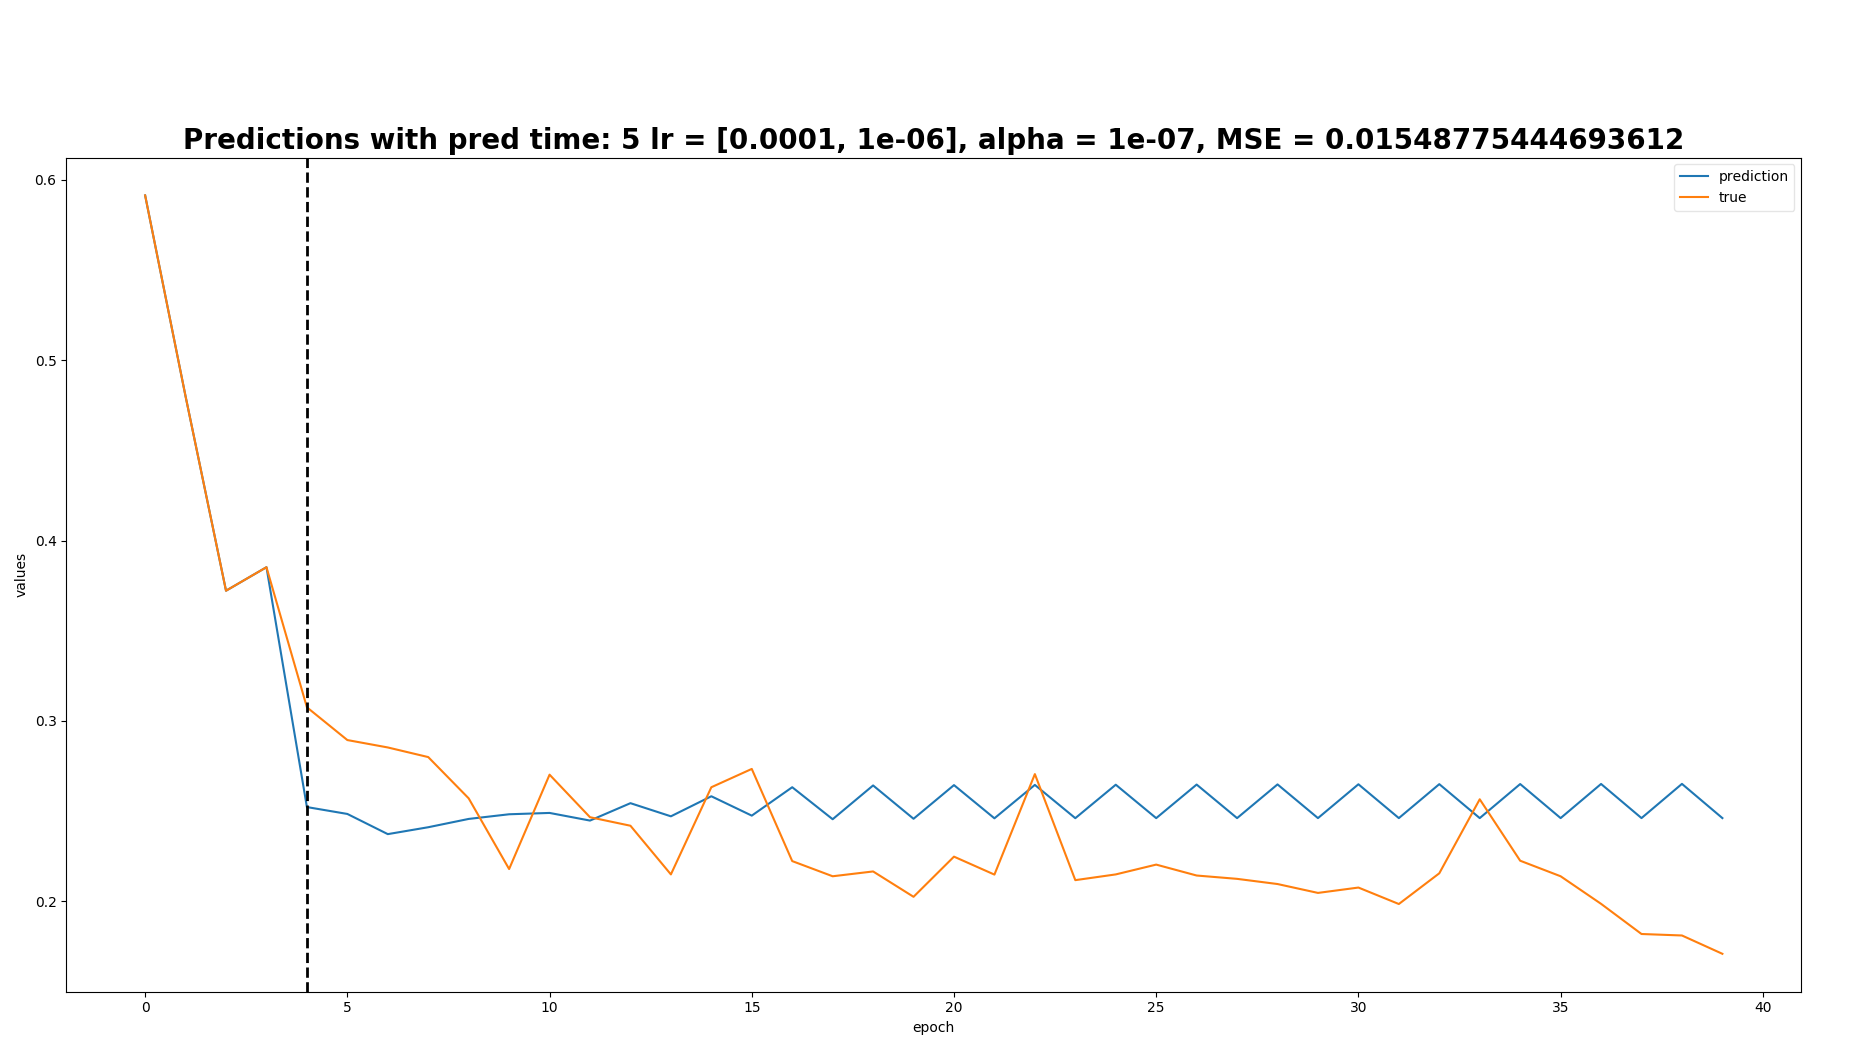 Predictions with pred time: 5 lr = [0.0001, 1e-06], alpha = 1e-07, MSE = 0.01548775444693612
prediction
true
0.6
0.5
0.4
0.3
0.2
values
0 5 10 15 20 25 30 35 40
epoch